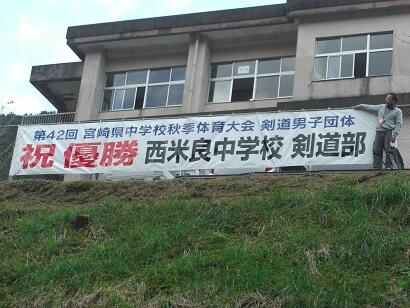 第42回 宮崎県中学校秋季体育大会 剣道男子団体
祝 優勝 西米良中学校 剣道部